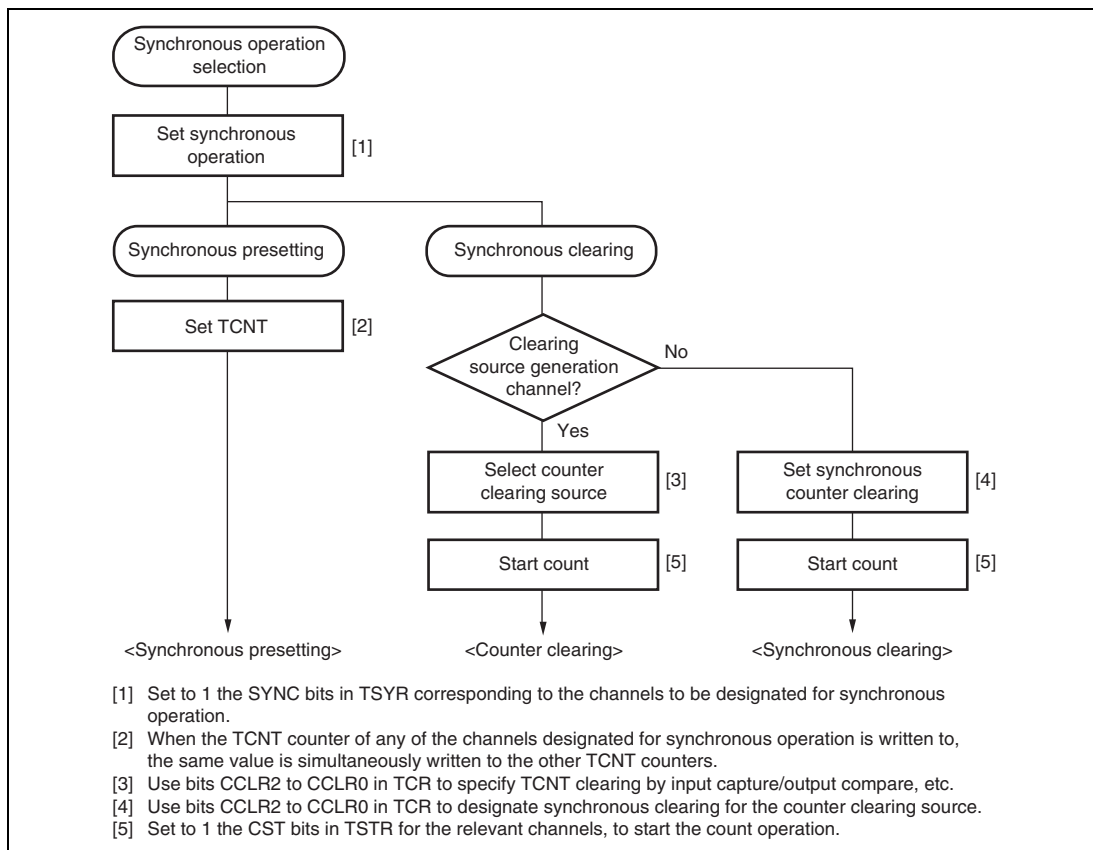 Synchronous operation
selection
Set synchronous
operation
[1]
Synchronous presetting
Synchronous clearing
Set TCNT
[2]
Clearing
source generation
channel?
No
Yes
Select counter
clearing source
[3]
Set synchronous
counter clearing
[4]
Start count
[5]
Start count
[5]
<Synchronous presetting>
<Counter clearing>
<Synchronous clearing>
[1] Set to 1 the SYNC bits in TSYR corresponding to the channels to be designated for synchronous
operation.
[2] When the TCNT counter of any of the channels designated for synchronous operation is written to,
the same value is simultaneously written to the other TCNT counters.
[3] Use bits CCLR2 to CCLR0 in TCR to specify TCNT clearing by input capture/output compare, etc.
[4] Use bits CCLR2 to CCLR0 in TCR to designate synchronous clearing for the counter clearing source.
[5] Set to 1 the CST bits in TSTR for the relevant channels, to start the count operation.